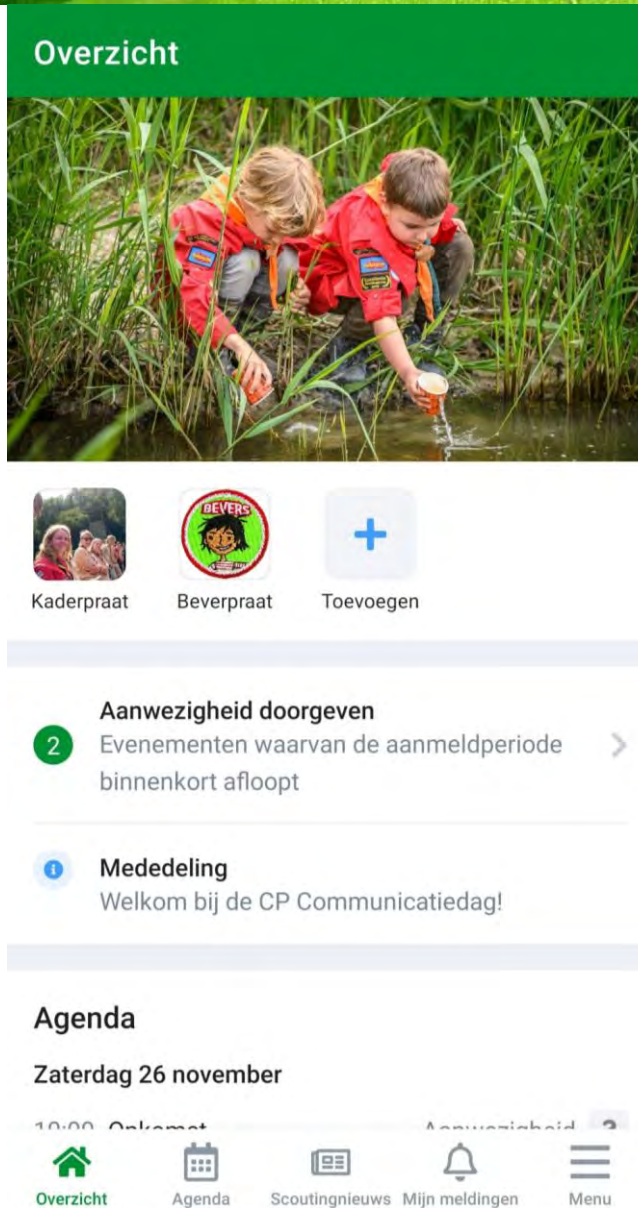 Overzicht
BEVERS
Kaderpraat Beverpraat Toevoegen
Aanwezigheid doorgeven
2 Evenementen waarvan de aanmeldperiode
binnenkort afloopt
Mededeling
Welkom bij de CP Communicatiedag!
Agenda
Zaterdag 26 november
Overzicht Agenda Scoutingnieuws Mijn meldingen Menu